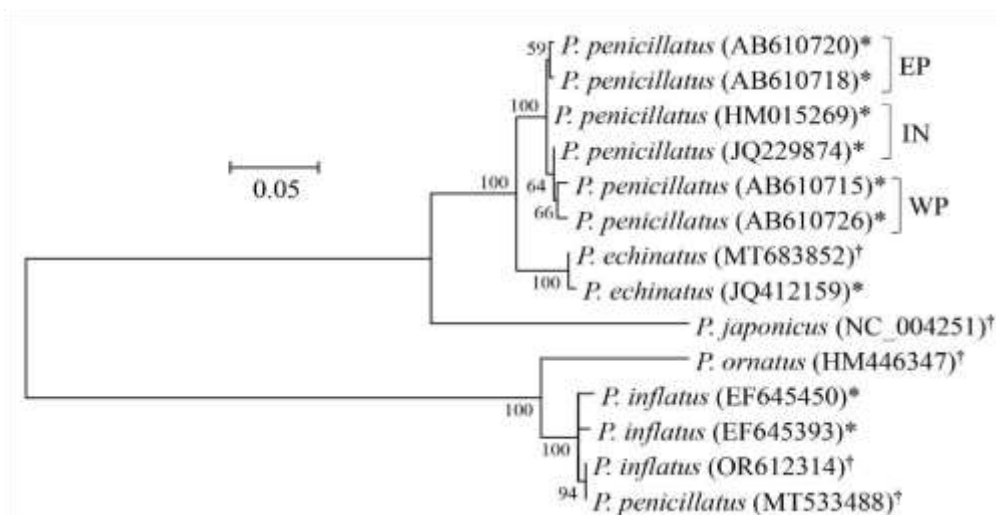 59 P. penicillatus (AB610720)* EP
P. penicillatus (AB610718)*
100 P. penicillatus (HM015269)* IN
P. penicillatus (JQ229874)*
0.05 100 64 P. penicillatus (AB610715)* WP
66 P. penicillatus (AB610726)*
P. echinatus (MT683852)†
100 P. echinatus (JQ412159)*
P. japonicus (NC_004251)†
P. ornatus (HM446347)†
100 P. inflatus (EF645450)*
100 P. inflatus (EF645393)*
P. inflatus (OR612314)†
94 P. penicillatus (MT533488)†